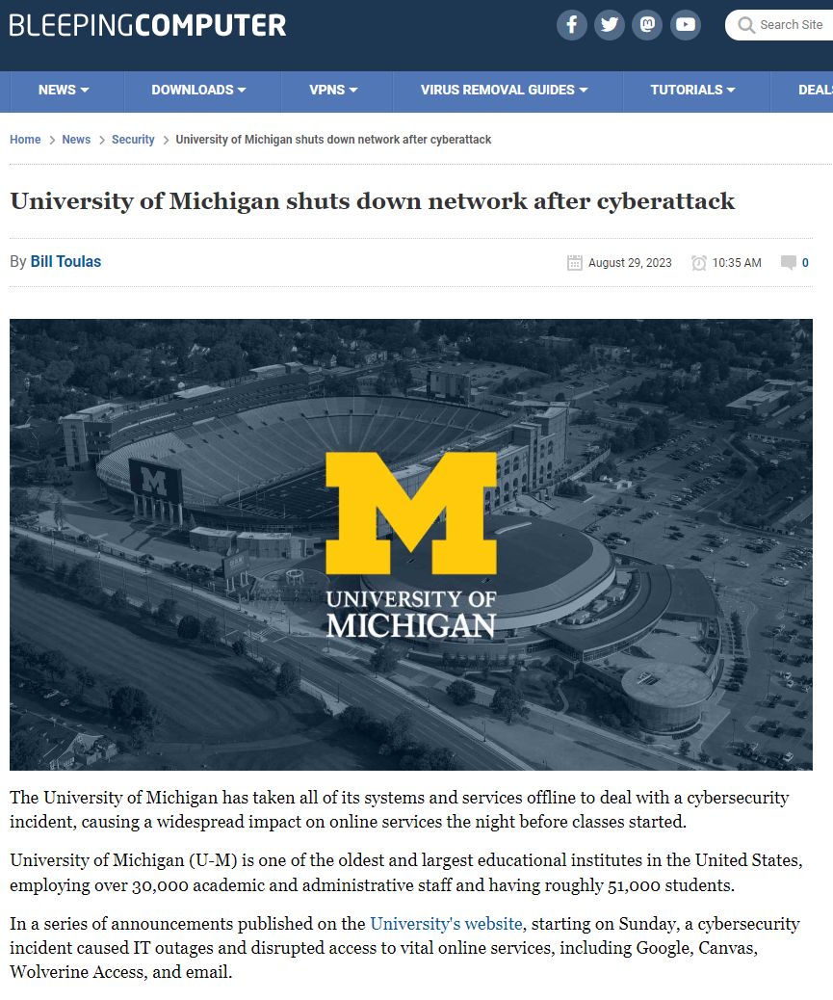 BLEEPINGCOMPUTER
Search Site
NEWS
DOWNLOADS
VPNS
VIRUS REMOVAL GUIDES
TUTORIALS
DEALS
Home
News
Security
University of Michigan shuts down network after cyberattack
University of Michigan shuts down network after cyberattack
By Bill Toulas
August 29, 2023
10:35 AM
0
M
M
UNIVERSITY OF
MICHIGAN
The University of Michigan has taken all of its systems and services offline to deal with a cybersecurity
incident, causing a widespread impact on online services the night before classes started.
University of Michigan (U-M) is one of the oldest and largest educational institutes in the United States,
employing over 30,000 academic and administrative staff and having roughly 51,000 students.
In a series of announcements published on the University's website, starting on Sunday, a cybersecurity
incident caused IT outages and disrupted access to vital online services, including Google, Canvas,
Wolverine Access, and email.